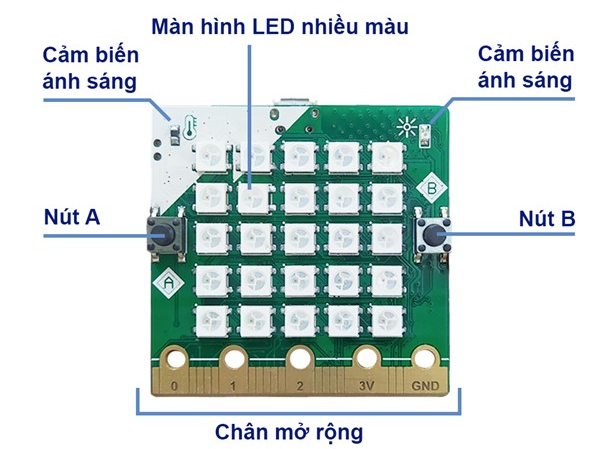 Màn hình LED nhiều màu
Cảm biến
ánh sáng
Cảm biến
ánh sáng
B
Nút A
Nút B
A
0 1 2 3V GND
Chân mở rộng